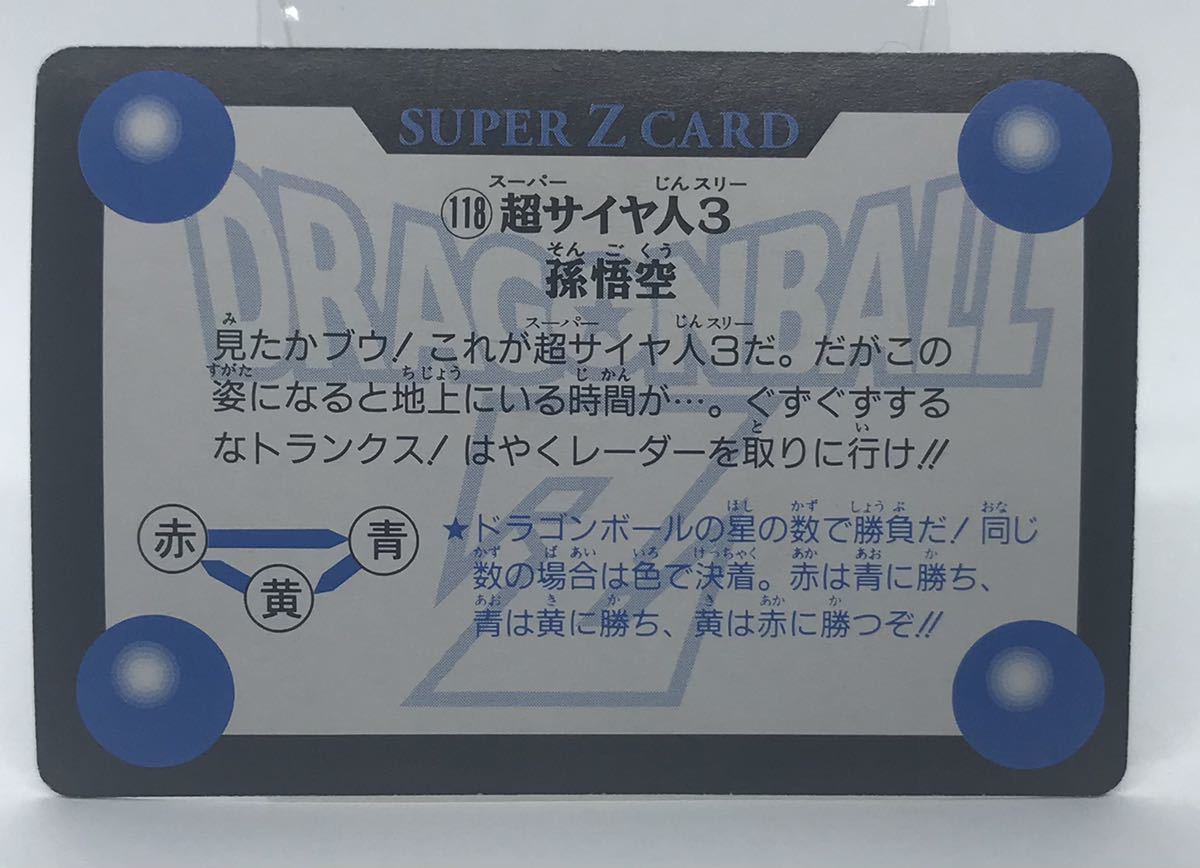 SUPER Z CARD
DRAGONBALL Z
スーパー じんスリー
118 超サイヤ人3
そんごくう
孫悟空
み スーパー じんスリー
見たかブウ!これが超サイヤ人3だ。だがこの
すがた ちじょう じかん
姿になると地上にいる時間が…。ぐずぐずする
と い
なトランクス!はやくレーダーを取りに行け!!
赤 青
黄
ほし かず しょうぶ おな
★ドラゴンボールの星の数で勝負だ!同じ
かず ばあい いろ けっちゃく あか あお か
数の場合は色で決着。赤は青に勝ち、
あお き か き あか か
青は黄に勝ち、黄は赤に勝つぞ!!